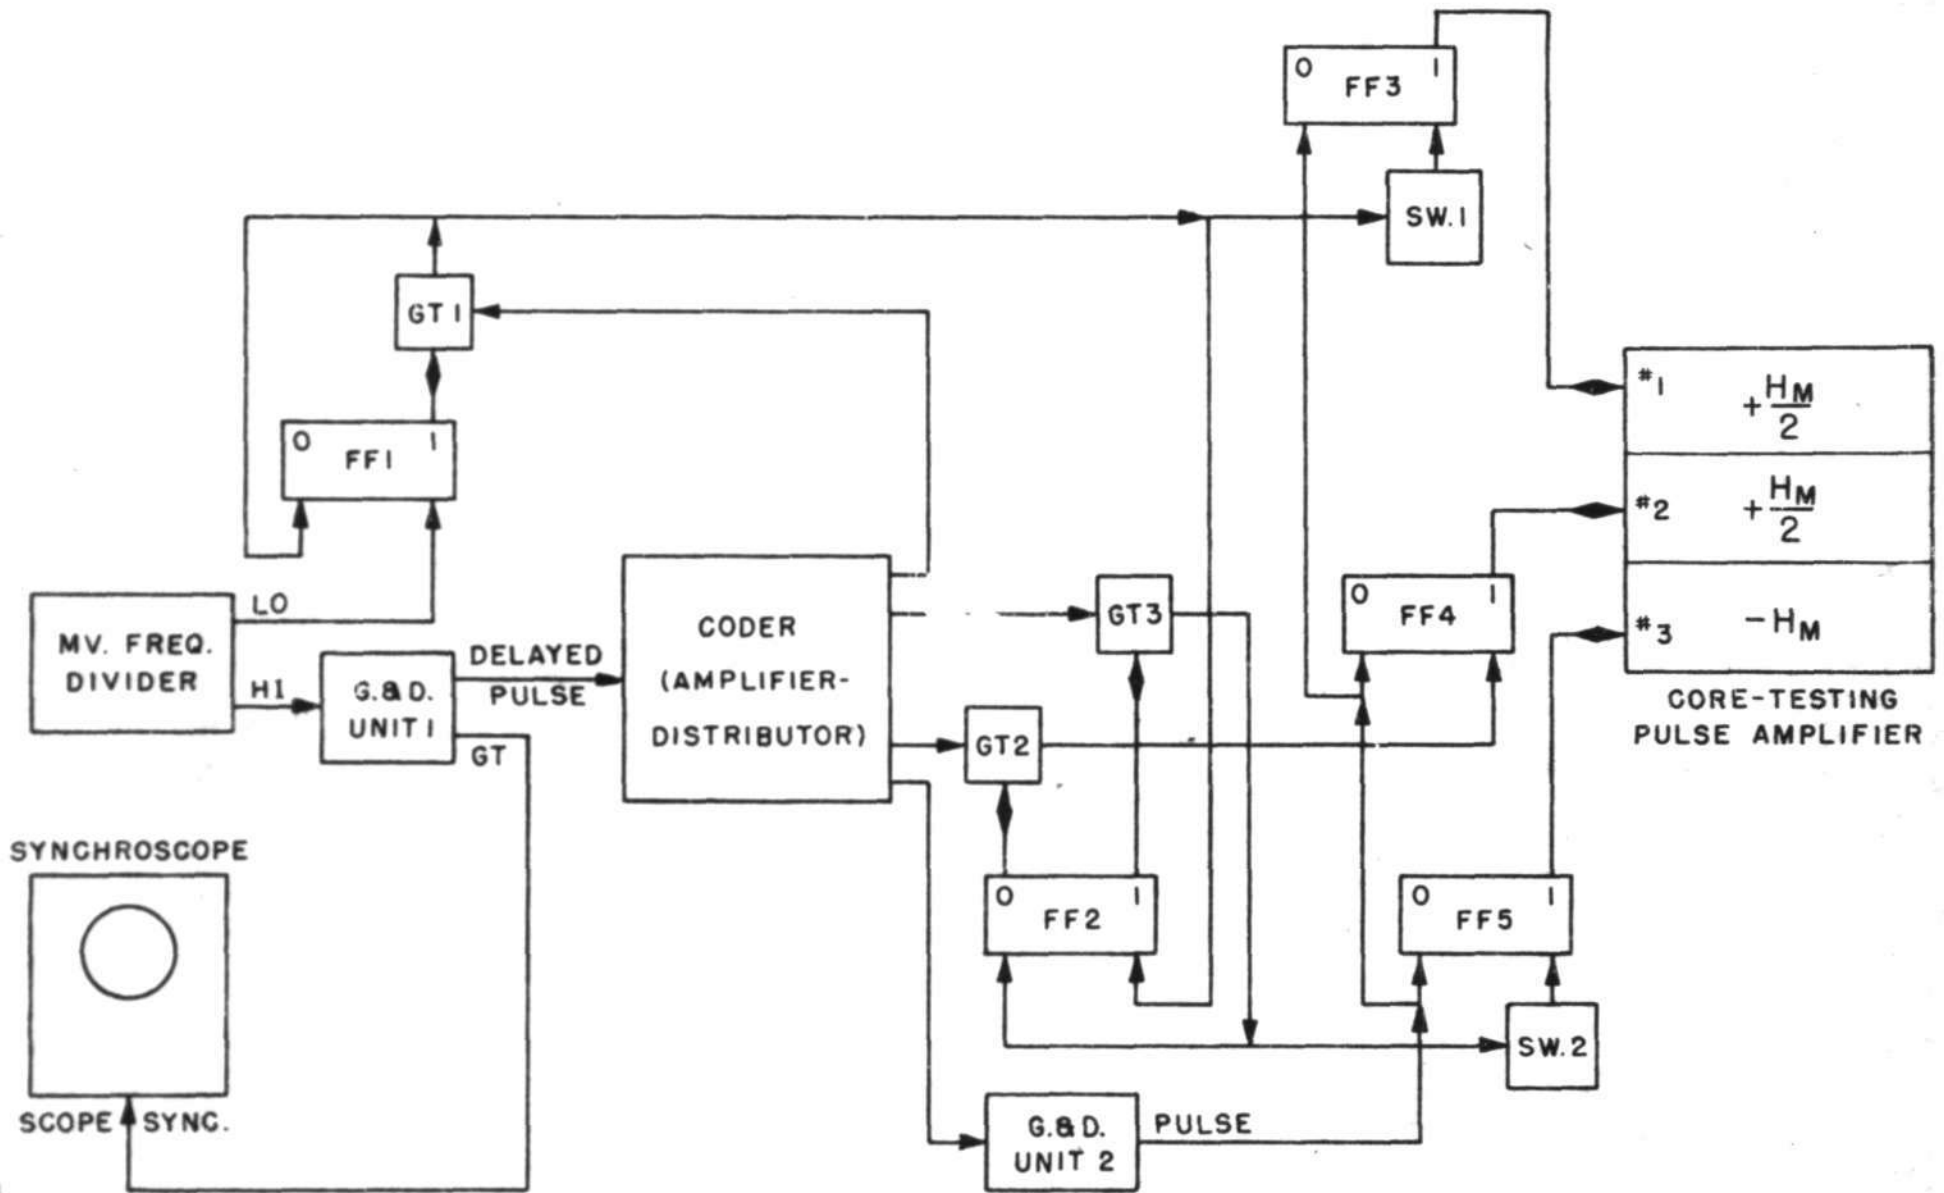 0 1
FF3
SW.1
GT1
0 1
FF1
#1 +HM/2
#2 +HM/2
#3 -HM
CORE-TESTING
PULSE AMPLIFIER
MV. FREQ.
DIVIDER
LO
HI
G.&D.
UNIT 1
DELAYED
PULSE
GT
CODER
(AMPLIFIER-
DISTRIBUTOR)
GT3
GT2
0 1
FF4
0 1
FF2
0 1
FF5
SW.2
SYNCHROSCOPE
SCOPE SYNC.
G.&D.
UNIT 2
PULSE